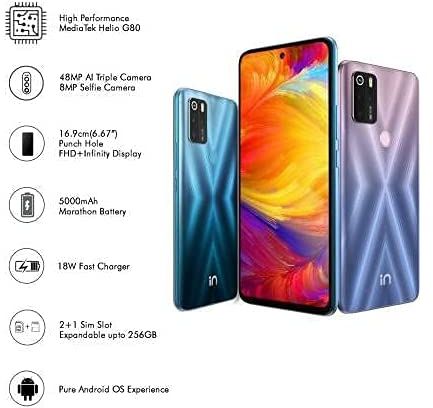 High Performance
MediaTek Helio G80
48MP AI Triple Camera
8MP Selfie Camera
16.9cm(6.67″)
Punch Hole
FHD+Infinity Display
5000mAh
Marathon Battery
18W Fast Charger
2+1 Sim Slot
Expandable upto 256GB
Pure Android OS Experience
in
in